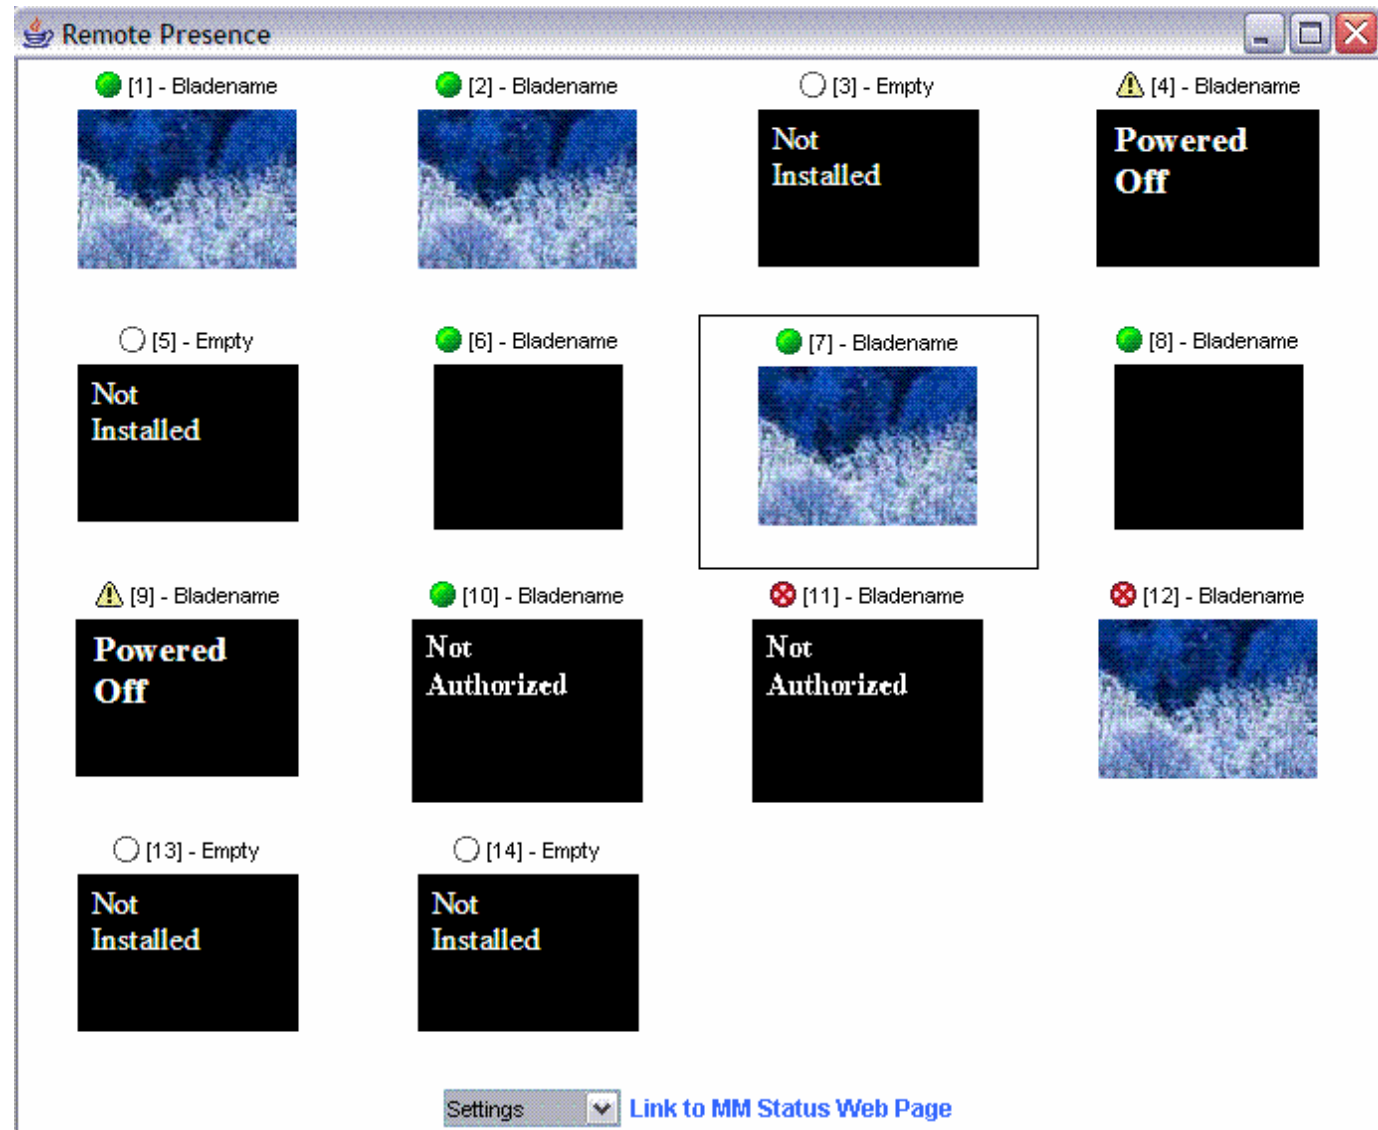 Remote Presence
[1] - Bladename
[2] - Bladename
[3] - Empty
Not
Installed
[4] - Bladename
Powered
Off
[5] - Empty
Not
Installed
[6] - Bladename
[7] - Bladename
[8] - Bladename
[9] - Bladename
Powered
Off
[10] - Bladename
Not
Authorized
[11] - Bladename
Not
Authorized
[12] - Bladename
[13] - Empty
Not
Installed
[14] - Empty
Not
Installed
Settings
Link to MM Status Web Page